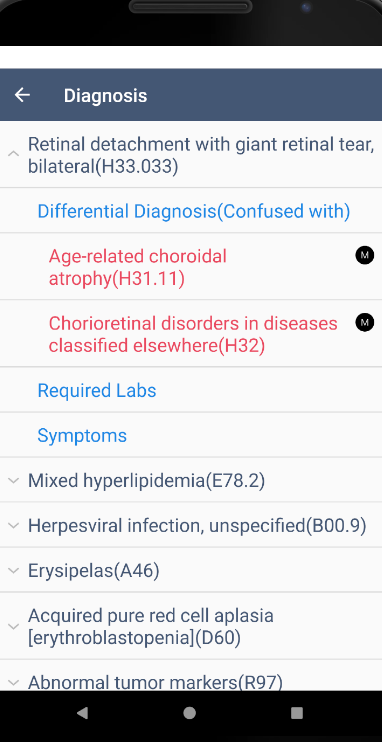 Diagnosis
Retinal detachment with giant retinal tear,
bilateral(H33.033)
Differential Diagnosis(Confused with)
Age-related choroidal
atrophy(H31.11)
M
Chorioretinal disorders in diseases
classified elsewhere(H32)
M
Required Labs
Symptoms
Mixed hyperlipidemia(E78.2)
Herpesviral infection, unspecified(B00.9)
Erysipelas(A46)
Acquired pure red cell aplasia
[erythroblastopenia](D60)
Abnormal tumor markers(R97)